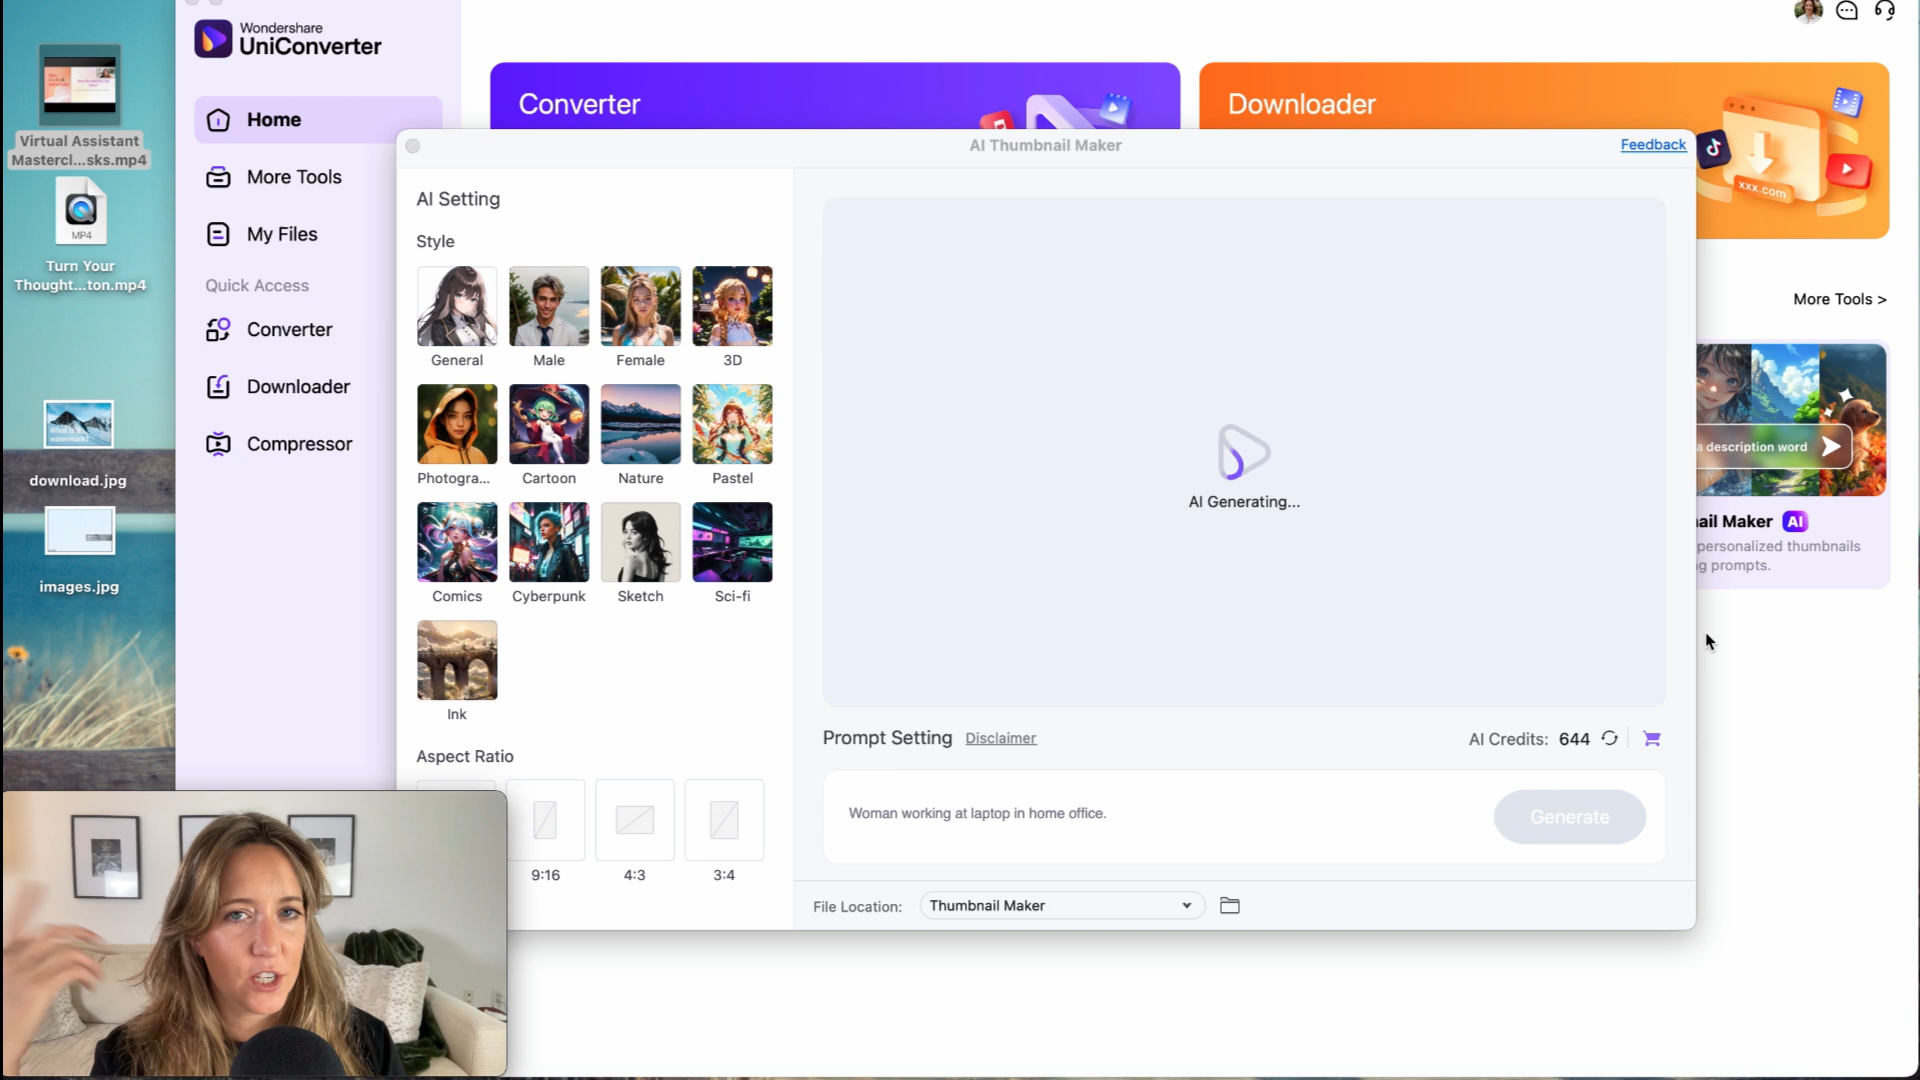 Wondershare
UniConverter
Home
More Tools
My Files
Quick Access
Converter
Downloader
Compressor
Virtual Assistant
Mastercl...sks.mp4
MP4
Turn Your
Thought...ton.mp4
What is a
watermark?
download.jpg
images.jpg
Converter
Downloader
xxx.com
More Tools >
a description word
ail Maker AI
personalized thumbnails
g prompts.
AI Thumbnail Maker
Feedback
AI Setting
Style
General
Male
Female
3D
Photogra...
Cartoon
Nature
Pastel
Comics
Cyberpunk
Sketch
Sci-fi
Ink
Aspect Ratio
9:16
4:3
3:4
AI Generating...
Prompt Setting
Disclaimer
AI Credits: 644
Woman working at laptop in home office.
Generate
File Location:
Thumbnail Maker